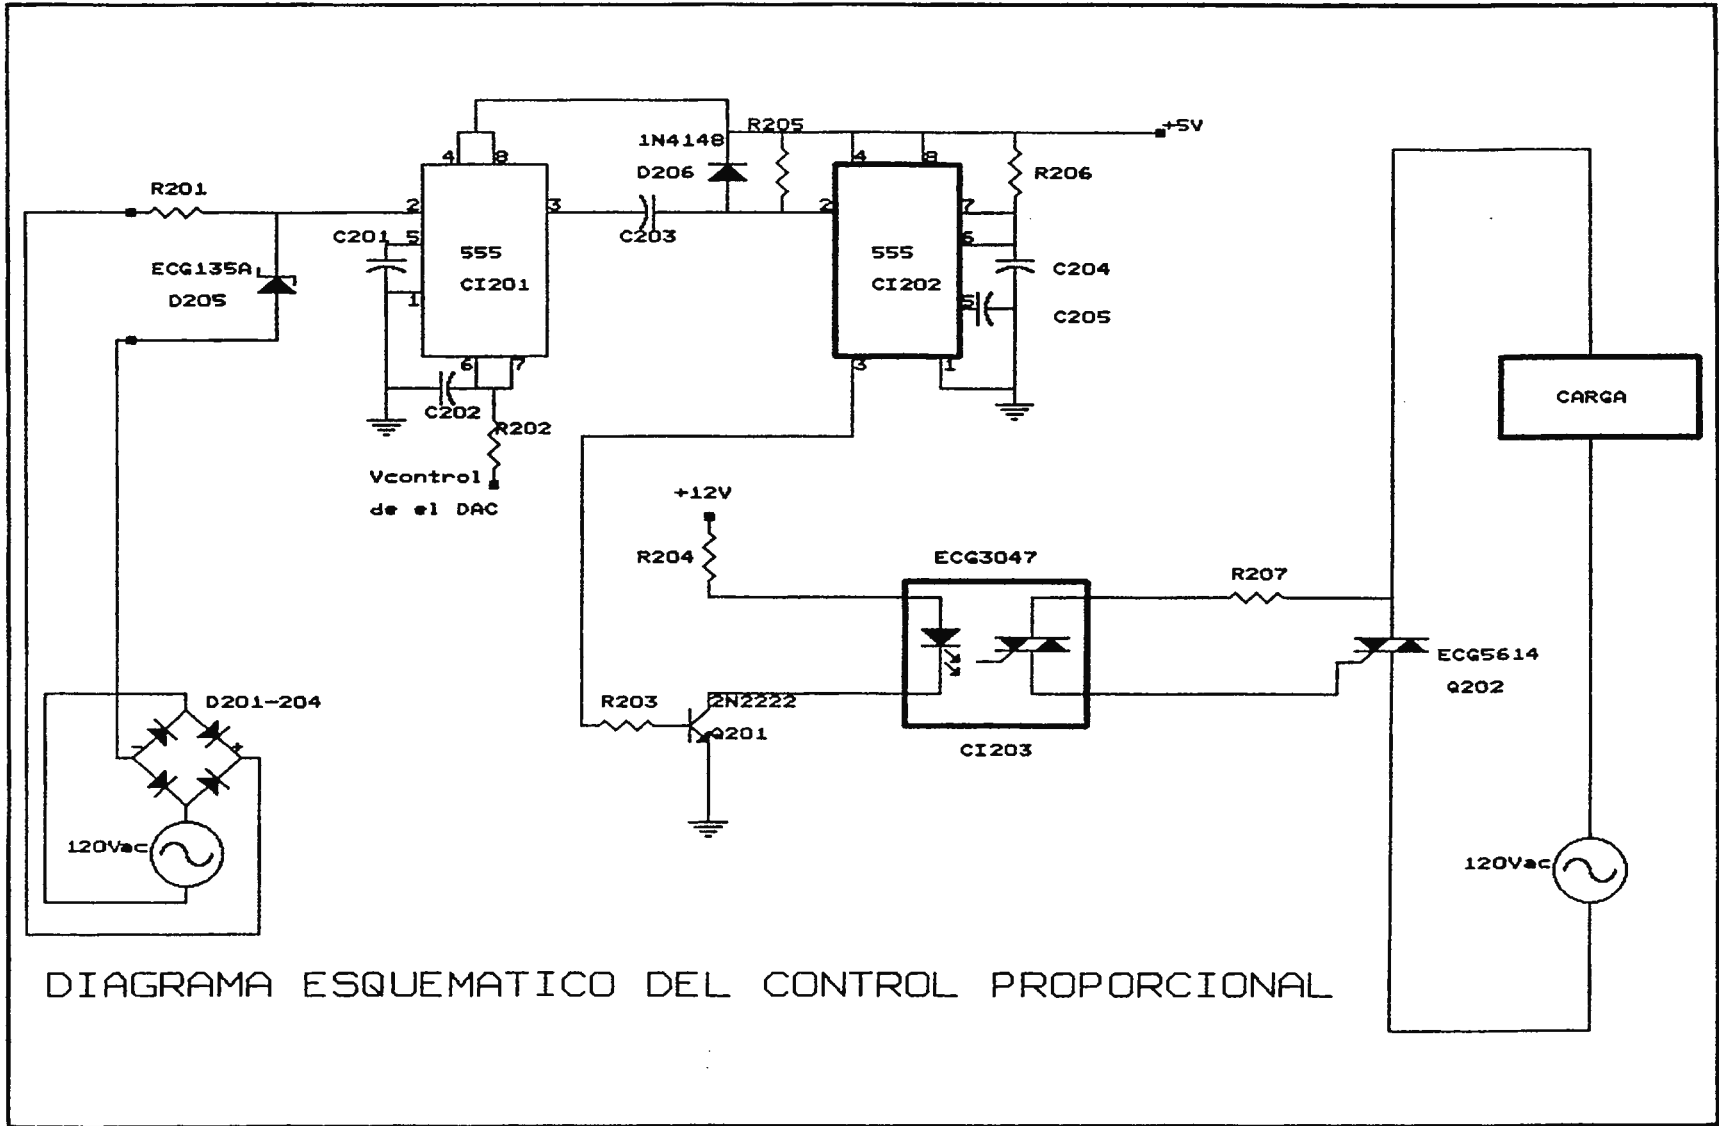 R205
+5V
1N4148
4
8
4
8
D206
R206
R201
2
3
2
7
C201
5
C203
6
555
555
ECG135A
C204
CI201
CI202
D205
1
5
C205
6
7
3
1
CARGA
C202
R202
Vcontrol
de el DAC
+12V
R204
ECG3047
R207
ECG5614
Q202
D201-204
R203
2N2222
Q201
- +
CI203
120Vac
120Vac
DIAGRAMA ESQUEMATICO DEL CONTROL PROPORCIONAL